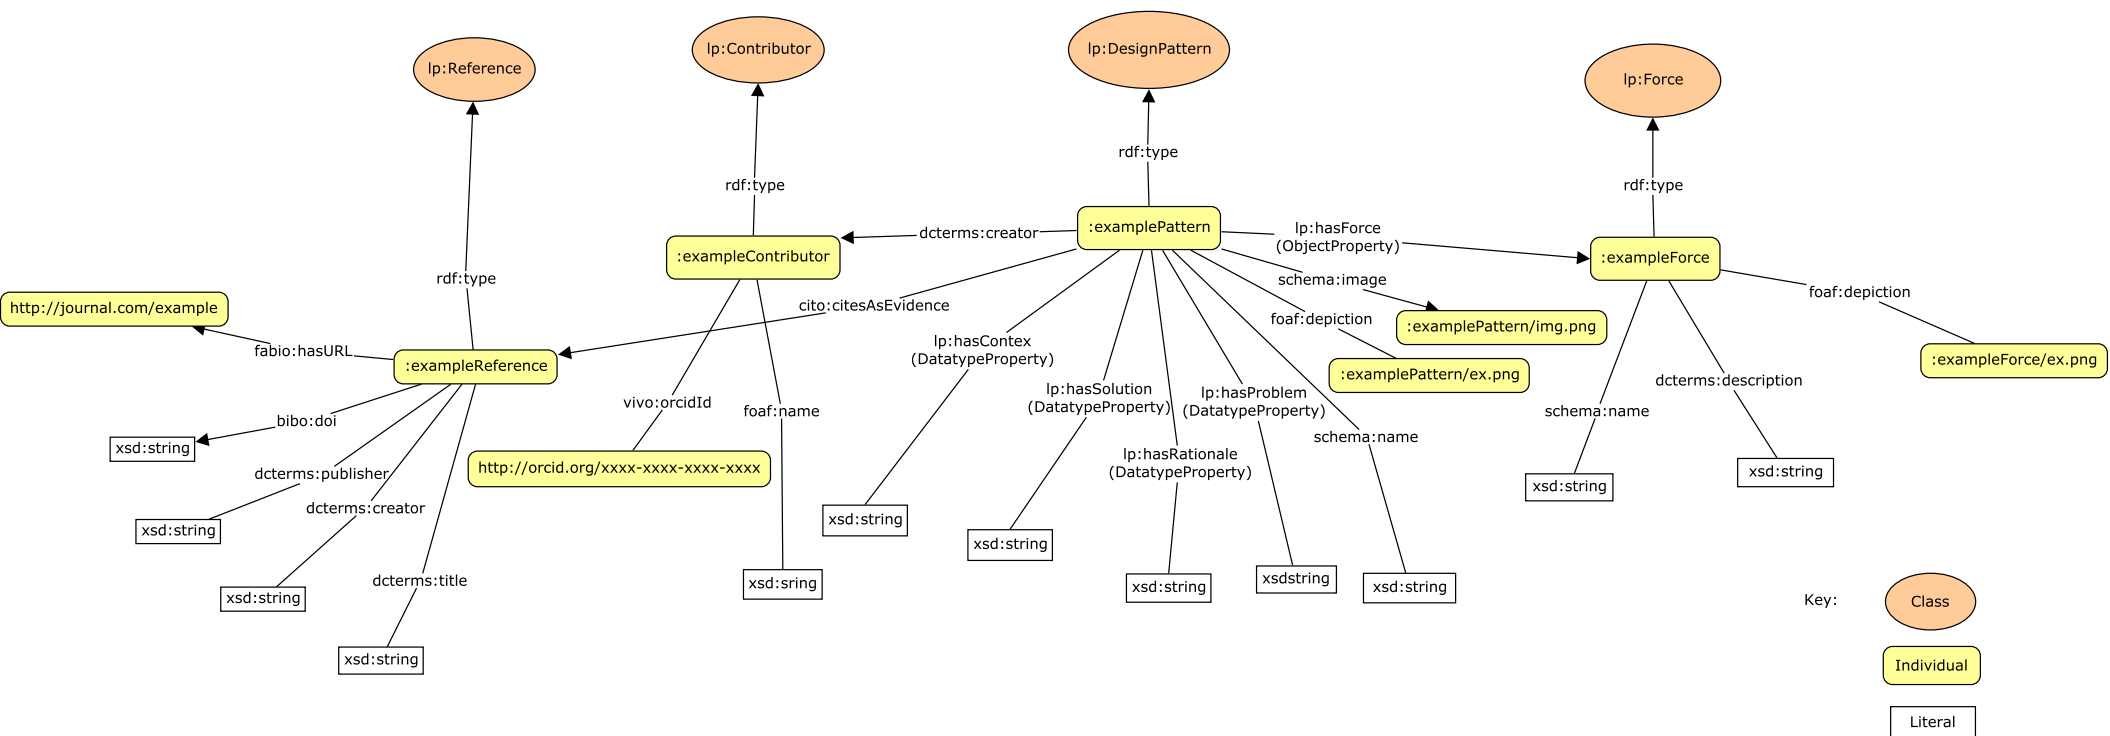 lp:Reference
lp:Contributor
lp:DesignPattern
lp:Force
rdf:type
rdf:type
rdf:type
rdf:type
:examplePattern
dcterms:creator
lp:hasForce
(ObjectProperty)
:exampleContributor
:exampleForce
schema:image
foaf:depiction
http://journal.com/example
cito:citesAsEvidence
foaf:depiction
:examplePattern/img.png
fabio:hasURL
lp:hasContex
(DatatypeProperty)
:exampleForce/ex.png
:exampleReference
:examplePattern/ex.png
dcterms:description
lp:hasSolution
(DatatypeProperty)
lp:hasProblem
(DatatypeProperty)
vivo:orcidId
foaf:name
schema:name
bibo:doi
schema:name
xsd:string
lp:hasRationale
(DatatypeProperty)
dcterms:publisher
http://orcid.org/xxxx-xxxx-xxxx-xxxx
xsd:string
xsd:string
dcterms:creator
xsd:string
xsd:string
xsd:string
dcterms:title
xsd:sring
xsd:string
xsdstring
xsd:string
xsd:string
xsd:string
Key:
Class
Individual
Literal